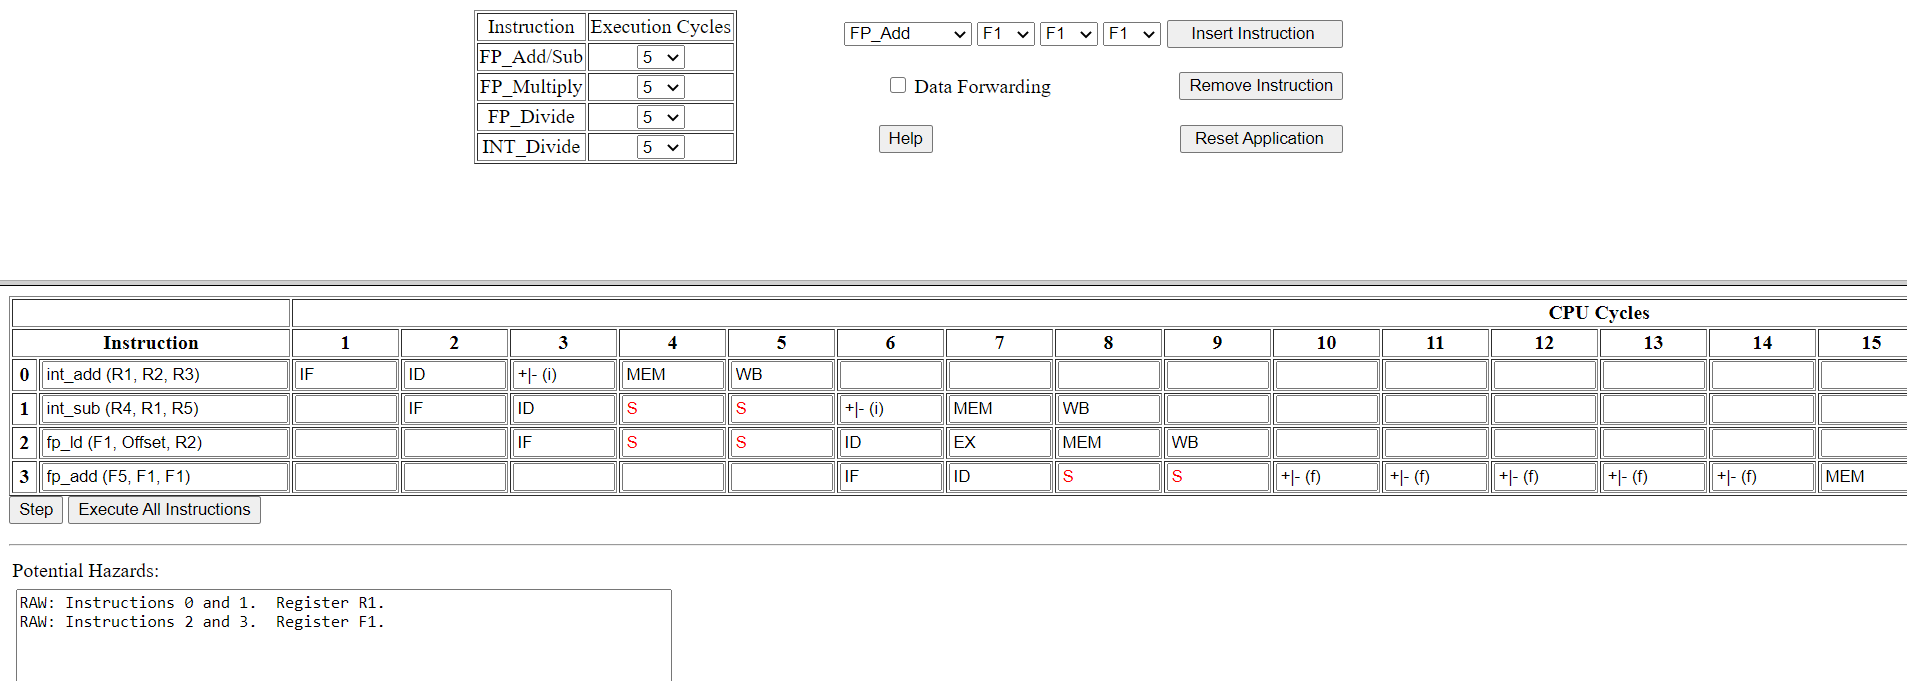 Instruction Execution Cycles
FP_Add/Sub 5
FP_Multiply 5
FP_Divide 5
INT_Divide 5
FP_Add F1 F1 F1 Insert Instruction
Data Forwarding Remove Instruction
Help Reset Application
CPU Cycles
Instruction 1 2 3 4 5 6 7 8 9 10 11 12 13 14 15
0 int_add (R1, R2, R3) IF ID +|- (i) MEM WB
1 int_sub (R4, R1, R5) IF ID S S +|- (i) MEM WB
2 fp_ld (F1, Offset, R2) IF S S ID EX MEM WB
3 fp_add (F5, F1, F1) IF ID S S +|- (f) +|- (f) +|- (f) +|- (f) +|- (f) MEM
Step Execute All Instructions
Potential Hazards:
RAW: Instructions 0 and 1. Register R1.
RAW: Instructions 2 and 3. Register F1.